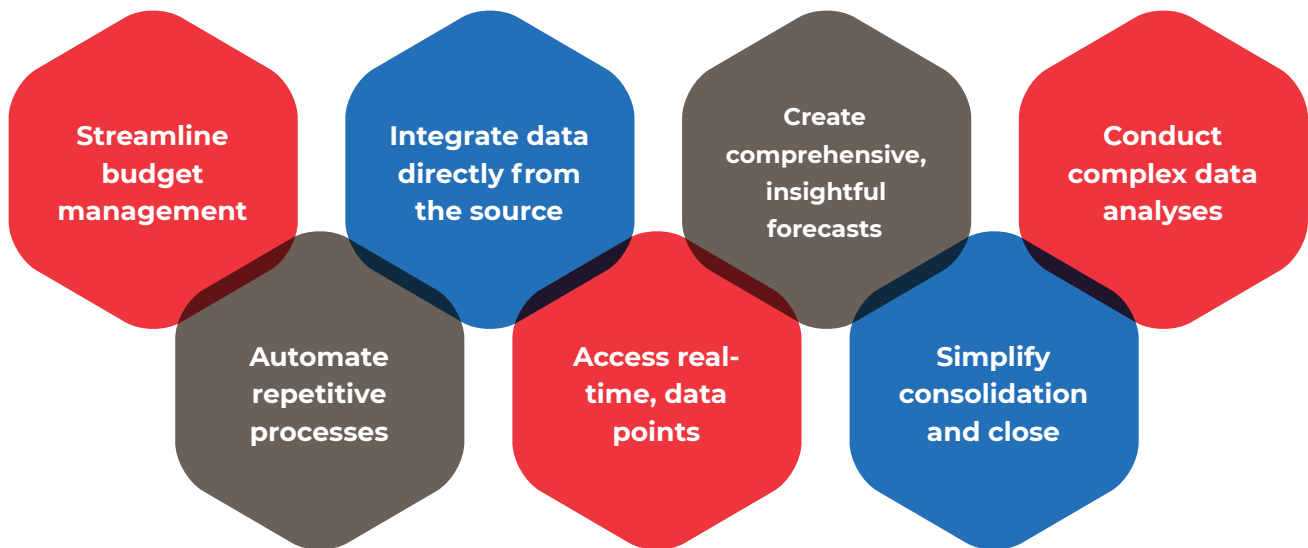 Streamline
budget
management
Integrate data
directly from
the source
Create
comprehensive,
insightful
forecasts
Conduct
complex data
analyses
Automate
repetitive
processes
Access real-
time, data
points
Simplify
consolidation
and close